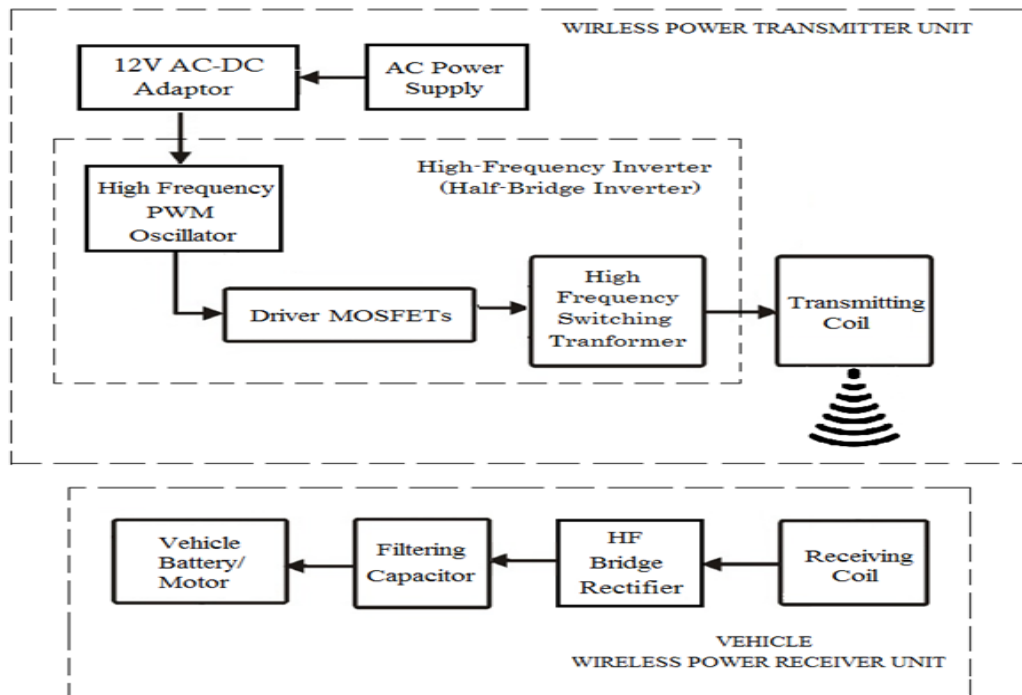 WIRLESS POWER TRANSMITTER UNIT
12V AC-DC
Adaptor
AC Power
Supply
High-Frequency Inverter
(Half-Bridge Inverter)
High Frequency
PWM
Oscillator
Driver MOSFETs
High
Frequency
Switching
Tranformer
Transmitting
Coil
Vehicle
Battery/
Motor
Filtering
Capacitor
HF
Bridge
Rectifier
Receiving
Coil
VEHICLE
WIRELESS POWER RECEIVER UNIT